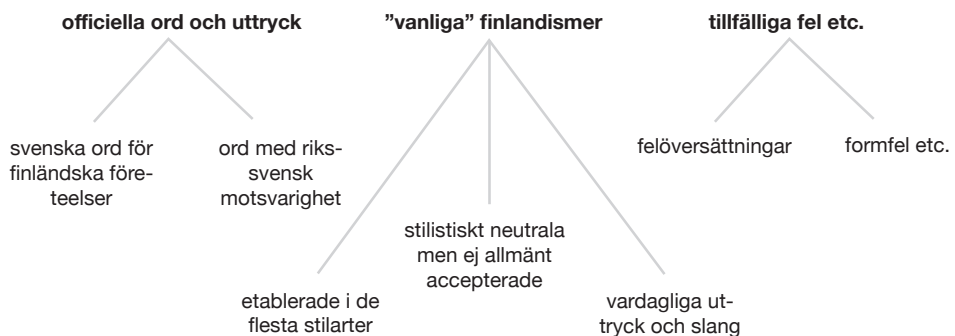 officiella ord och uttryck
”vanliga” finlandismer
tillfälliga fel etc.
svenska ord för
finländska före-
teelser
ord med riks-
svensk
motsvarighet
felöversättningar
formfel etc.
etablerade i de
flesta stilarter
stilistiskt neutrala
men ej allmänt
accepterade
vardagliga ut-
tryck och slang